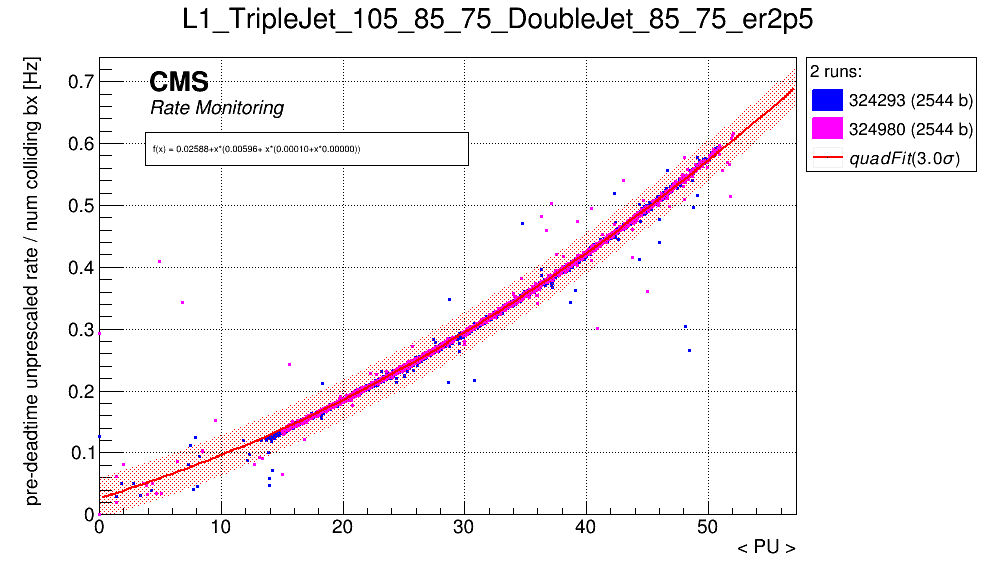 L1_TripleJet_105_85_75_DoubleJet_85_75_er2p5
pre-deadtime unprescaled rate / num colliding bx [Hz]
CMS
Rate Monitoring
f(x) = 0.02588+x*(0.00596+ x*(0.00010+x*0.00000))
2 runs:
324293 (2544 b)
324980 (2544 b)
quadFit(3.0σ)
0.7
0.6
0.5
0.4
0.3
0.2
0.1
0
0 10 20 30 40 50
< PU >